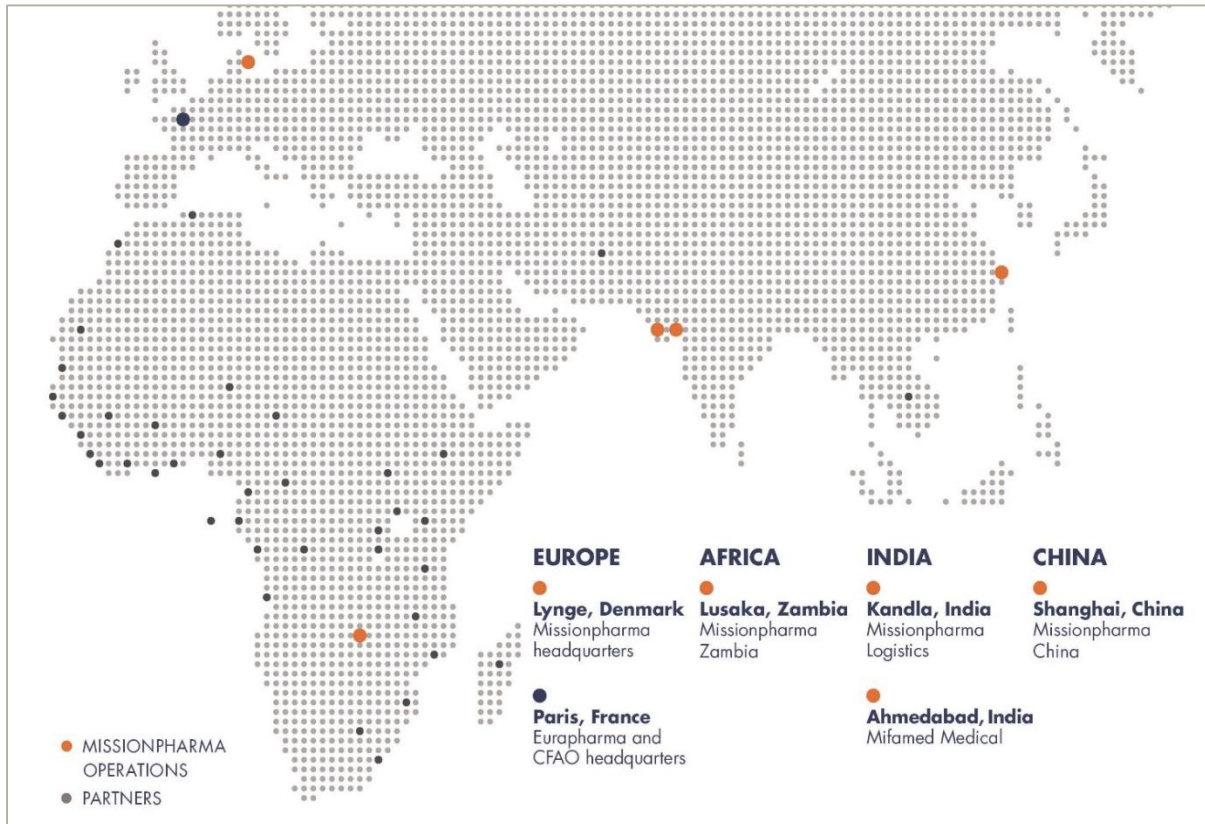 EUROPE
Lynge, Denmark
Missionpharma
headquarters
Paris, France
Eurapharma and
CFAO headquarters
AFRICA
Lusaka, Zambia
Missionpharma
Zambia
INDIA
Kandla, India
Missionpharma
Logistics
Ahmedabad, India
Mifamed Medical
CHINA
Shanghai, China
Missionpharma
China
MISSIONPHARMA
OPERATIONS
PARTNERS